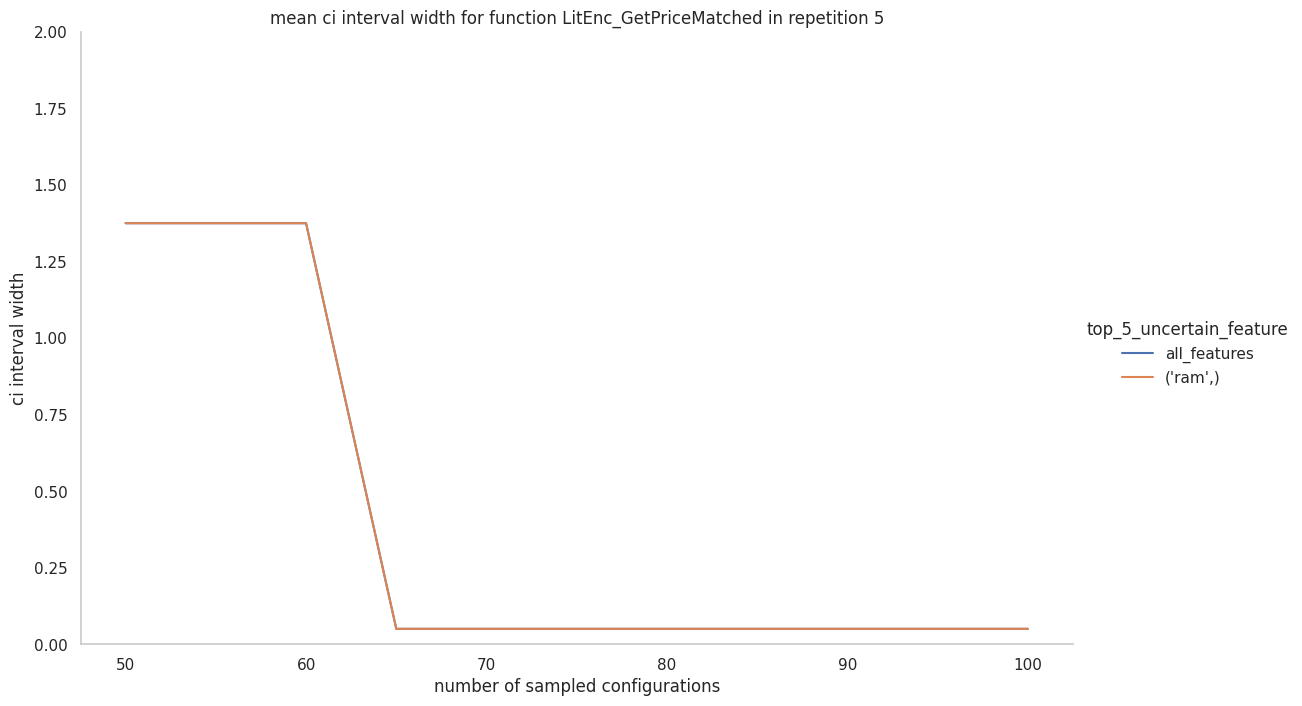 mean ci interval width for function LitEnc_GetPriceMatched in repetition 5
2.00
1.75
1.50
1.25
1.00
0.75
0.50
0.25
0.00
ci interval width
50
60
70
80
90
100
number of sampled configurations
top_5_uncertain_feature
all_features
('ram',)